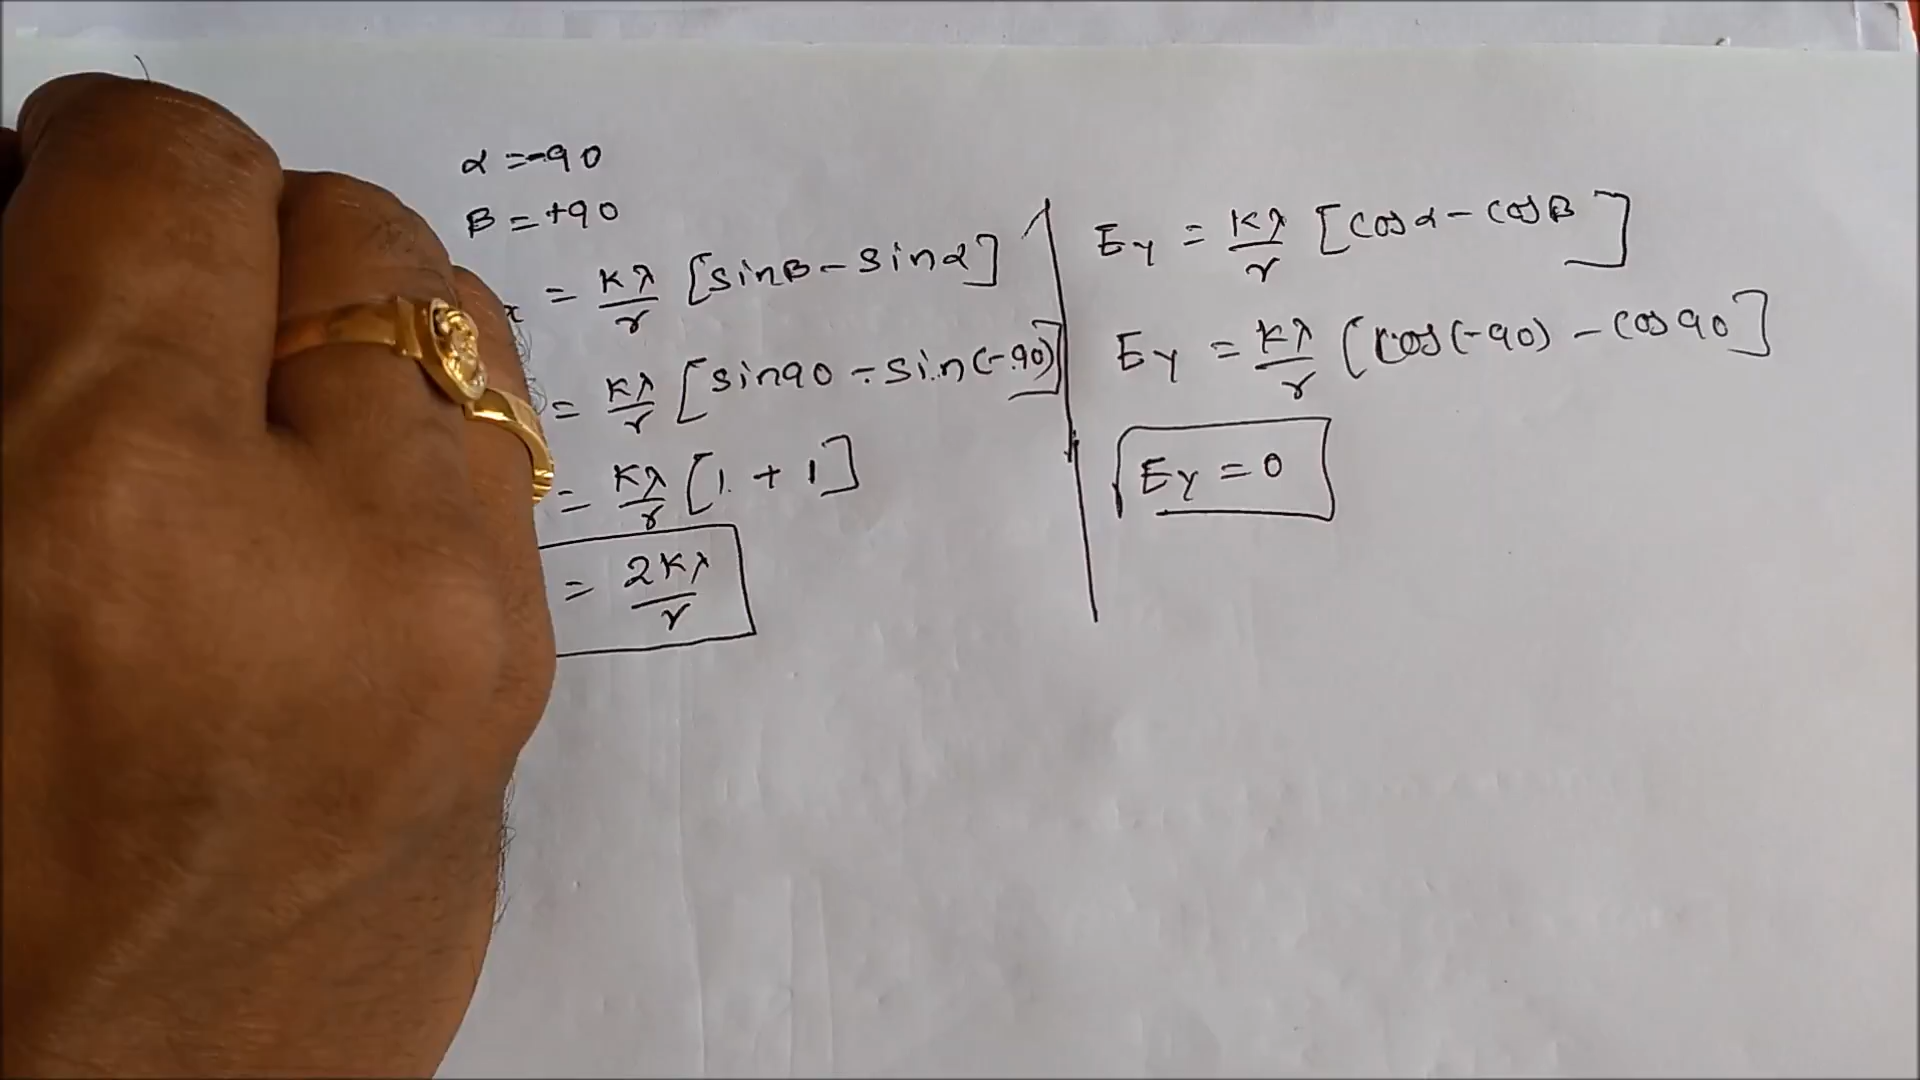 α = -90
β = +90
x = Kλ/r [sinβ - sinα]
= Kλ/r [sin90 - sin(-90)]
= Kλ/r [1 + 1]
= 2Kλ/r
Ey = Kλ/r [cosα - cosβ]
Ey = Kλ/r [cos(-90) - cos90]
Ey = 0